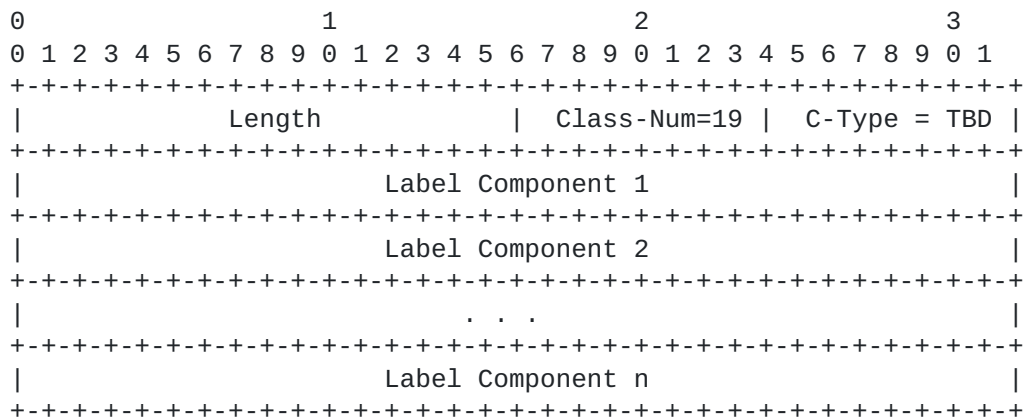 0                   1                   2                   3
0 1 2 3 4 5 6 7 8 9 0 1 2 3 4 5 6 7 8 9 0 1 2 3 4 5 6 7 8 9 0 1
+-+-+-+-+-+-+-+-+-+-+-+-+-+-+-+-+-+-+-+-+-+-+-+-+-+-+-+-+-+-+-+-+
|             Length            |  Class-Num=19 |  C-Type = TBD |
+-+-+-+-+-+-+-+-+-+-+-+-+-+-+-+-+-+-+-+-+-+-+-+-+-+-+-+-+-+-+-+-+
|                       Label Component 1                       |
+-+-+-+-+-+-+-+-+-+-+-+-+-+-+-+-+-+-+-+-+-+-+-+-+-+-+-+-+-+-+-+-+
|                       Label Component 2                       |
+-+-+-+-+-+-+-+-+-+-+-+-+-+-+-+-+-+-+-+-+-+-+-+-+-+-+-+-+-+-+-+-+
|                            . . .                              |
+-+-+-+-+-+-+-+-+-+-+-+-+-+-+-+-+-+-+-+-+-+-+-+-+-+-+-+-+-+-+-+-+
|                       Label Component n                       |
+-+-+-+-+-+-+-+-+-+-+-+-+-+-+-+-+-+-+-+-+-+-+-+-+-+-+-+-+-+-+-+-+